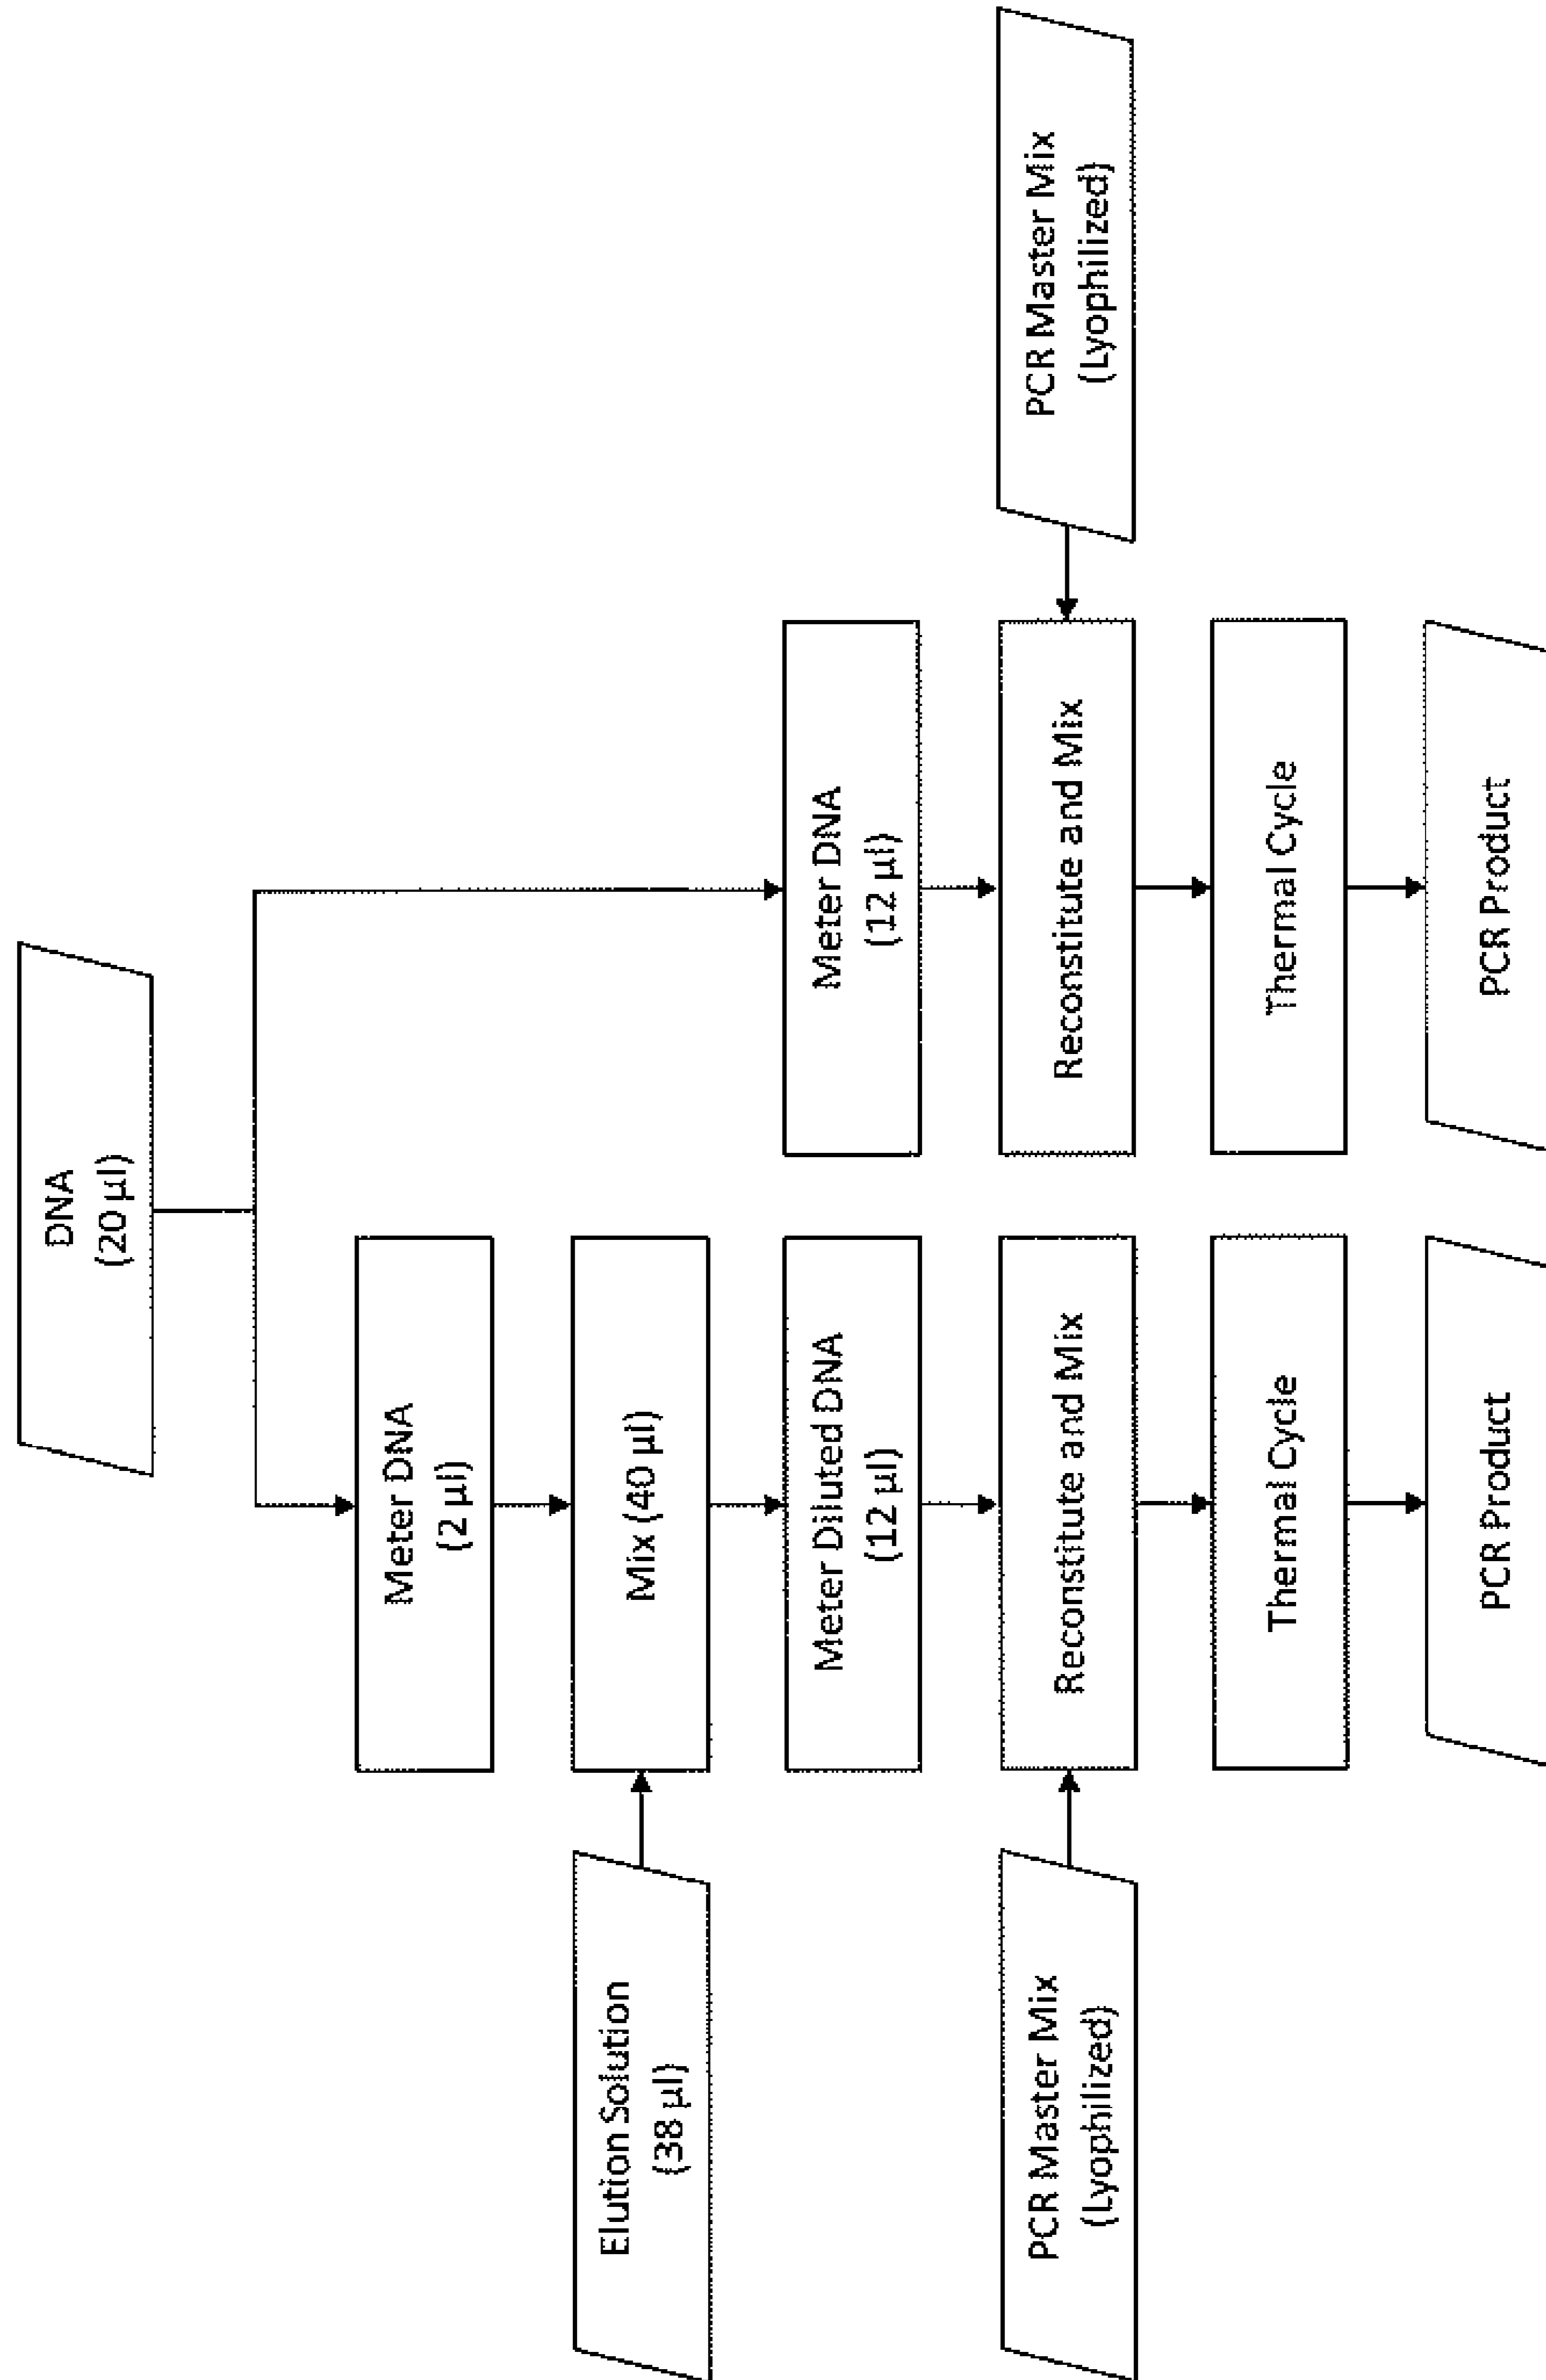 DNA
(20 µl)
Meter DNA
(2 µl)
Elution Solution
(38 µl)
Mix (40 µl)
Meter Diluted DNA
(12 µl)
Meter DNA
(12 µl)
PCR Master Mix
(Lyophilized)
Reconstitute and Mix
Reconstitute and Mix
PCR Master Mix
(Lyophilized)
Thermal Cycle
Thermal Cycle
PCR Product
PCR Product